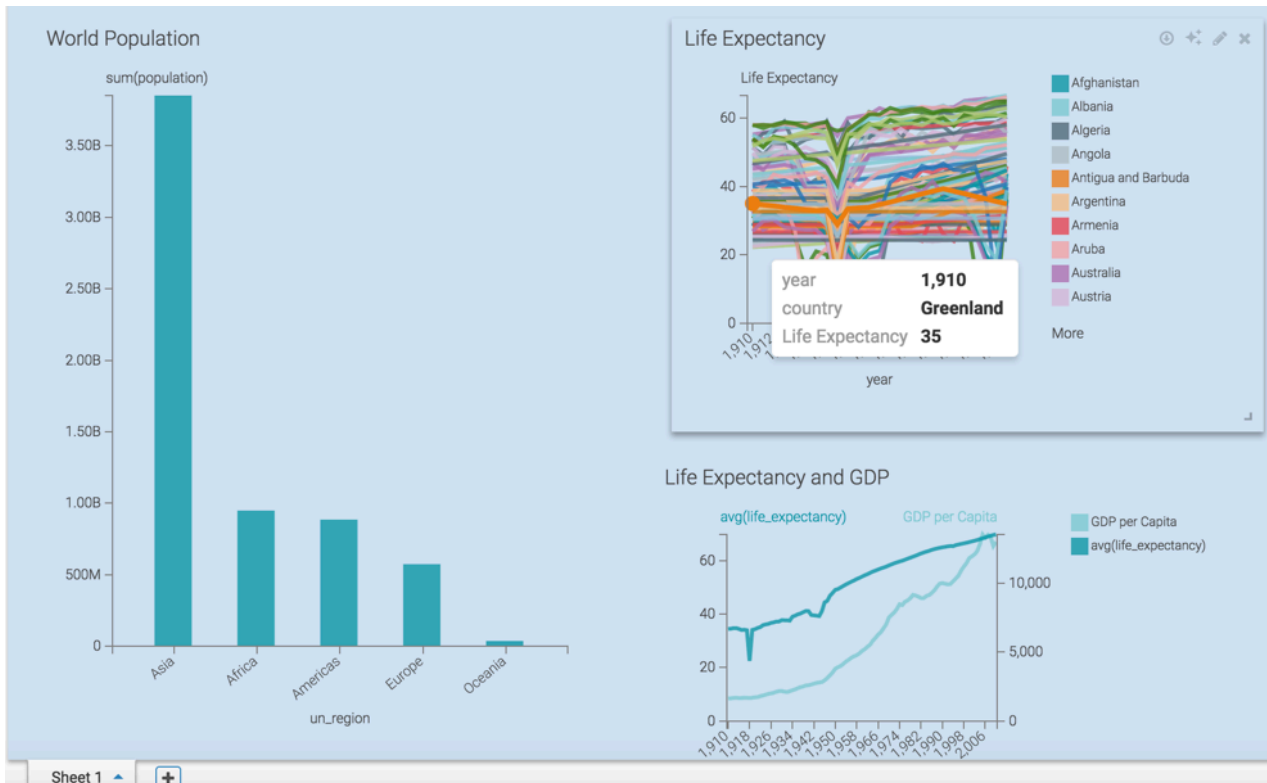 World Population
sum(population)
3.50B
3.00B
2.50B
2.00B
1.50B
1.00B
500M
0
Asia
Africa
Americas
Europe
Oceania
un_region
Life Expectancy
Life Expectancy
60
40
20
0
1,910
1,912
year
year 1,910
country Greenland
Life Expectancy 35
Afghanistan
Albania
Algeria
Angola
Antigua and Barbuda
Argentina
Armenia
Aruba
Australia
Austria
More
Life Expectancy and GDP
avg(life_expectancy) GDP per Capita
60
40
20
0
10,000
5,000
0
1,910
1,918
1,926
1,934
1,942
1,950
1,958
1,966
1,974
1,982
1,990
1,998
2,006
GDP per Capita
avg(life_expectancy)
Sheet 1